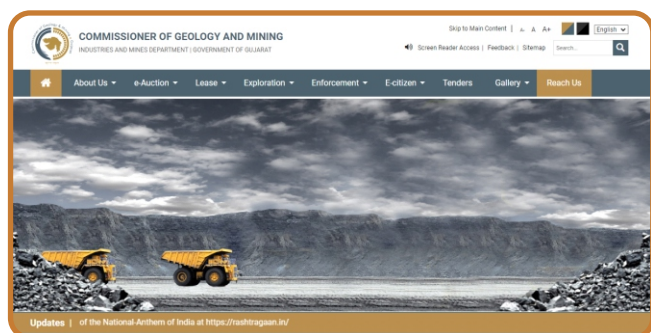 COMMISSIONER OF GEOLOGY AND MINING
INDUSTRIES AND MINES DEPARTMENT | GOVERNMENT OF GUJARAT
Skip to Main Content | A- A A+ English
Screen Reader Access | Feedback | Sitemap Search...
About Us e-Auction Lease Exploration Enforcement E-citizen Tenders Gallery Reach Us
Updates | of the National-Anthem of India at https://rashtragaan.in/